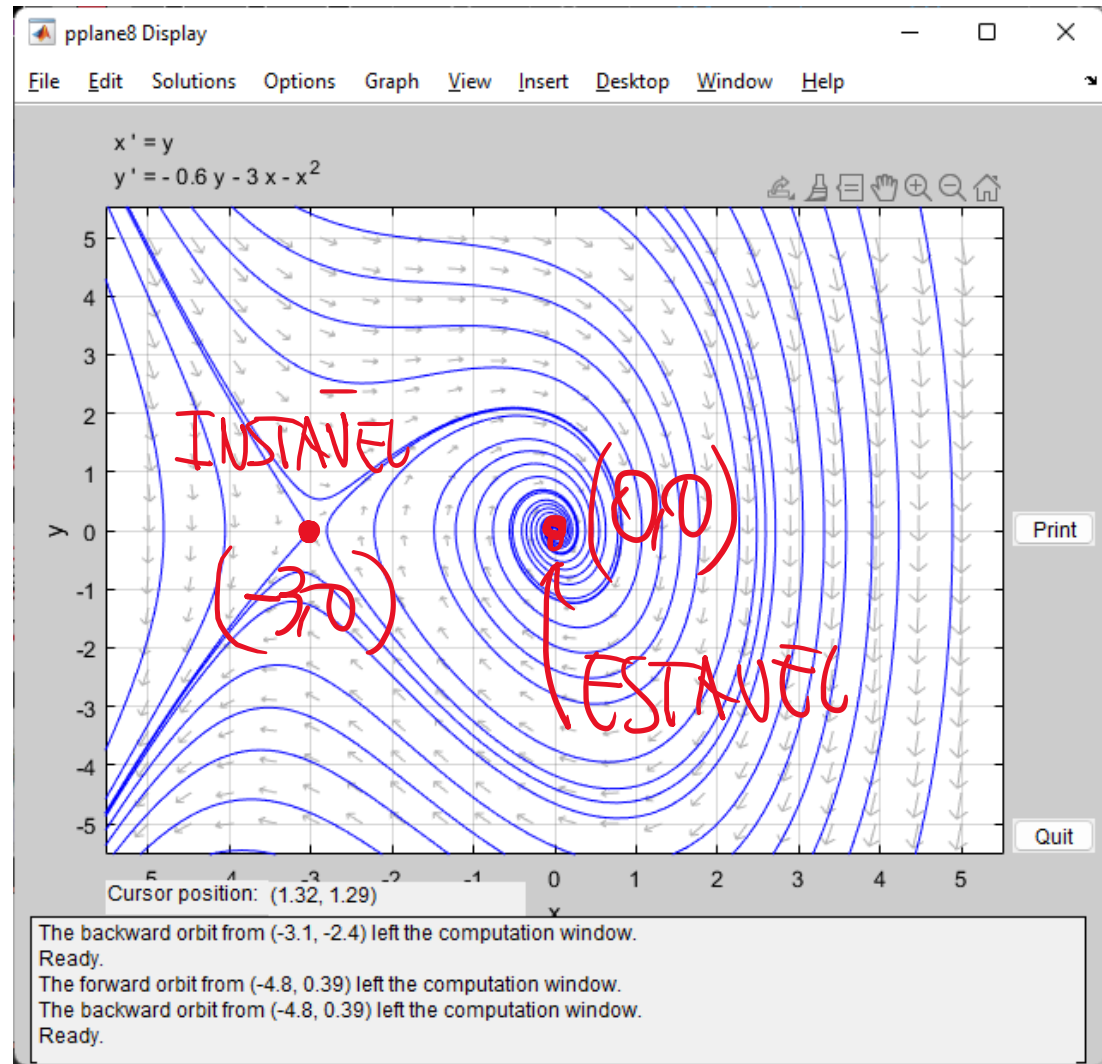 pplane8 Display
File Edit Solutions Options Graph View Insert Desktop Window Help
x ' = y
y ' = - 0.6 y - 3 x - x²
5
4
3
2
1
0
-1
-2
-3
-4
-5
y
INSTÁVEL
(0,0)
(-3,0)
ESTÁVEL
Print
Quit
-5 -4 -3 -2 -1 0 1 2 3 4 5
x
Cursor position: (1.32, 1.29)
The backward orbit from (-3.1, -2.4) left the computation window.
Ready.
The forward orbit from (-4.8, 0.39) left the computation window.
The backward orbit from (-4.8, 0.39) left the computation window.
Ready.